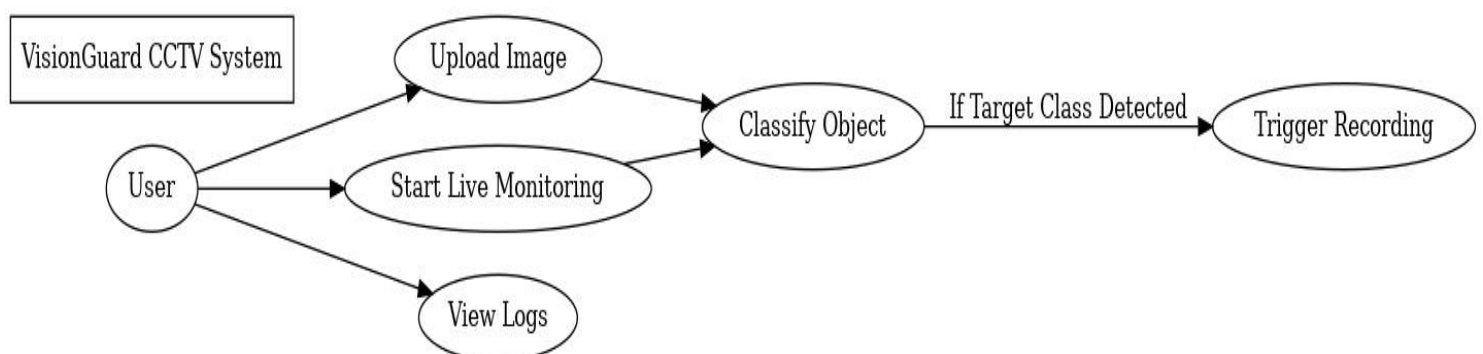 VisionGuard CCTV System
Upload Image
Classify Object
If Target Class Detected
Trigger Recording
User
Start Live Monitoring
View Logs